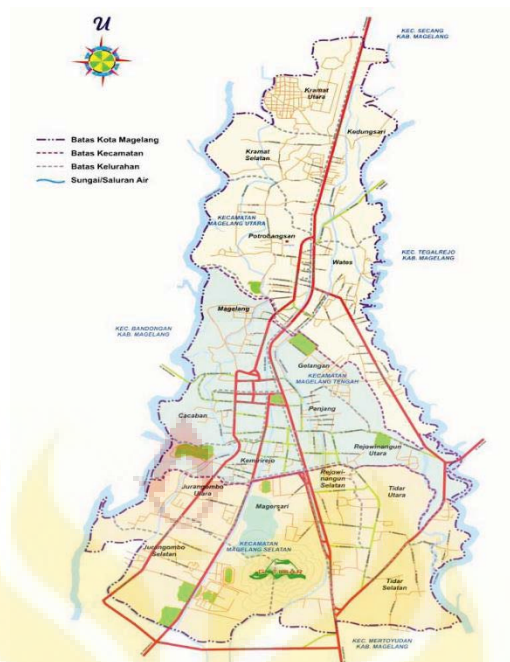 U
KEC. SECANG
KAB. MAGELANG
Kramat
Utara
Kedungsari
Batas Kota Magelang
Batas Kecamatan
Batas Kelurahan
Sungai/Saluran Air
Kramat
Selatan
KECAMATAN
MAGELANG UTARA
Potrobangsan
KEC. TEGALREJO
KAB. MAGELANG
Wates
Magelang
KEC. BANDONGAN
KAB. MAGELANG
Gelangan
KECAMATAN
MAGELANG TENGAH
Cacaban
Panjang
Rejowinangun
Utara
Kemirirejo
Rejowi-
nangun
Selatan
Jurangombo
Utara
Tidar
Utara
Magersari
KECAMATAN
MAGELANG SELATAN
Jurangombo
Selatan
Tidar
Selatan
KEC. MERTOYUDAN
KAB. MAGELANG